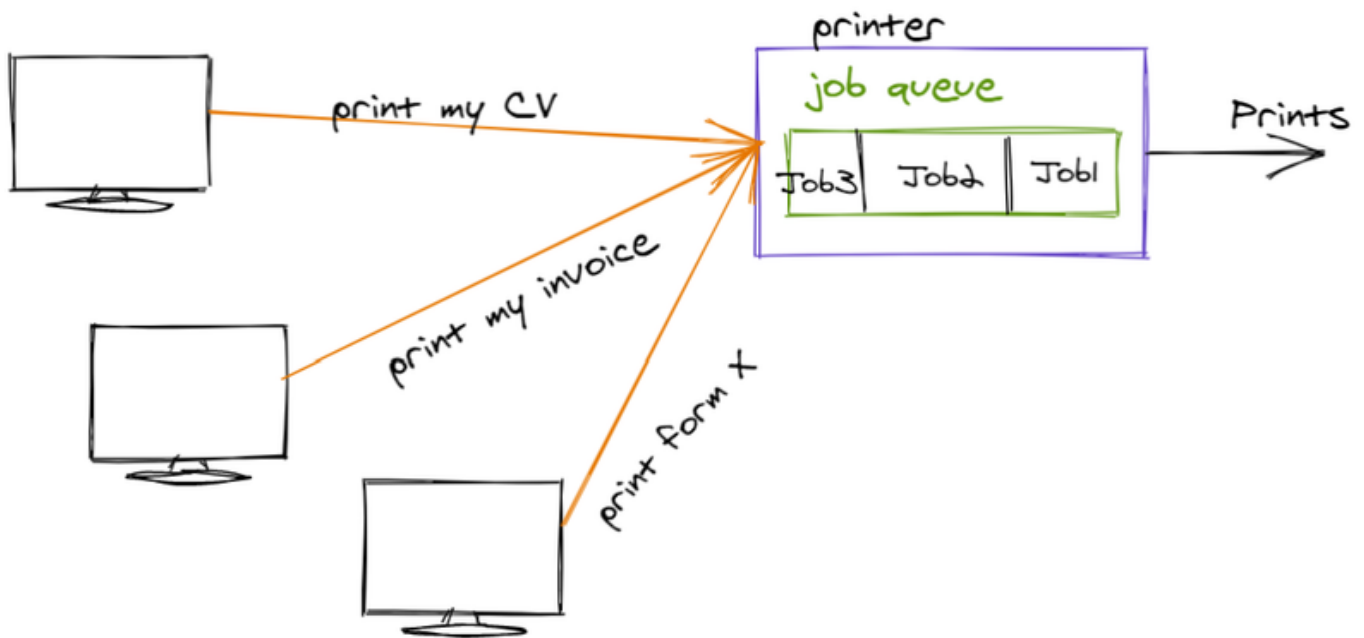 printer
job queue
print my CV
Prints
Job3 Job2 Job1
print my invoice
print form X